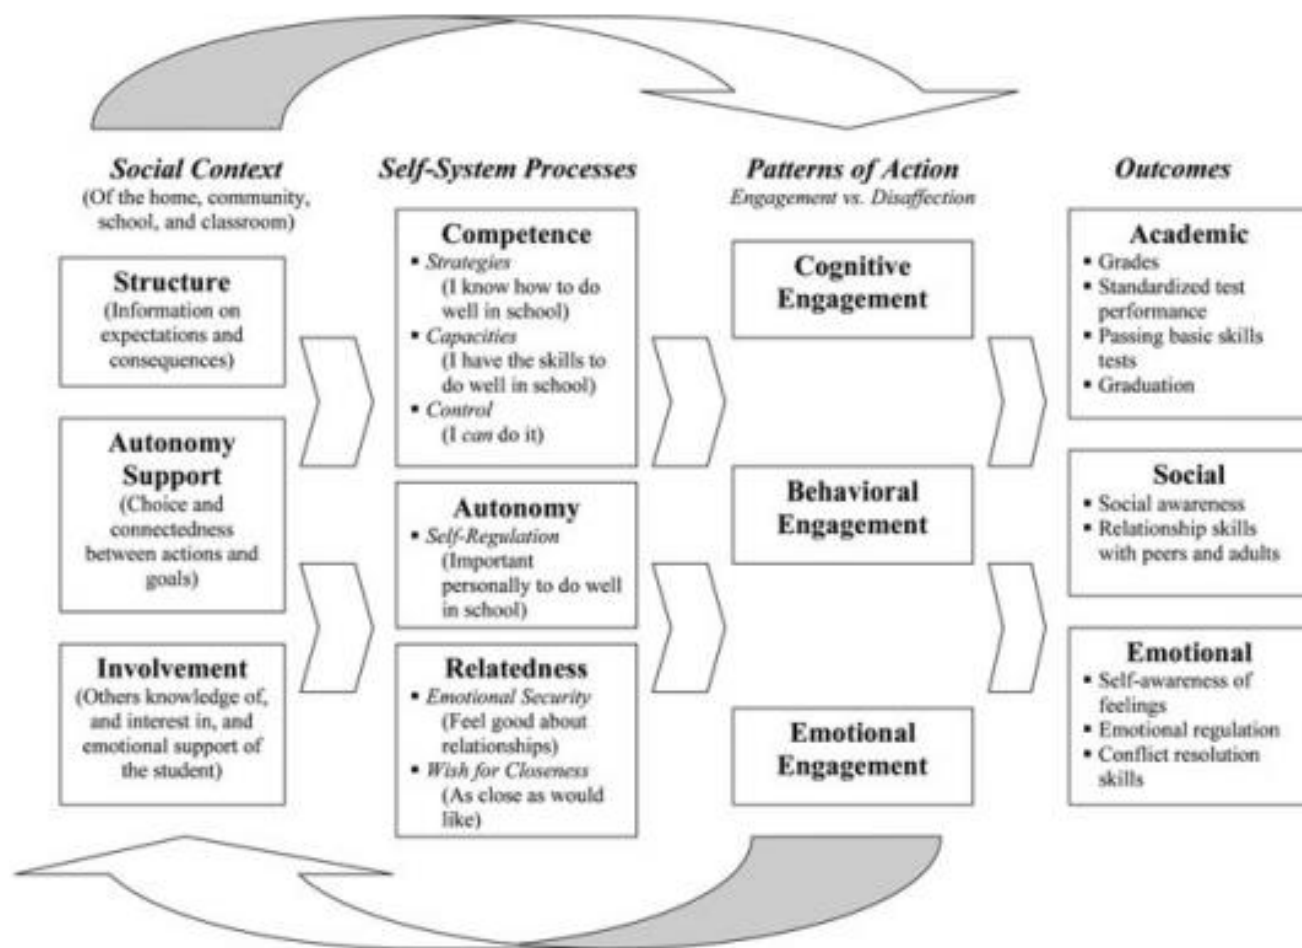 Social Context
(Of the home, community,
school, and classroom)
Structure
(Information on
expectations and
consequences)
Autonomy
Support
(Choice and
connectedness
between actions and
goals)
Involvement
(Others knowledge of,
and interest in, and
emotional support of
the student)
Self-System Processes
Competence
▪ Strategies
(I know how to do
well in school)
▪ Capacities
(I have the skills to
do well in school)
▪ Control
(I can do it)
Autonomy
▪ Self-Regulation
(Important
personally to do well
in school)
Relatedness
▪ Emotional Security
(Feel good about
relationships)
▪ Wish for Closeness
(As close as would
like)
Patterns of Action
Engagement vs. Disaffection
Cognitive
Engagement
Behavioral
Engagement
Emotional
Engagement
Outcomes
Academic
▪ Grades
▪ Standardized test
performance
▪ Passing basic skills
tests
▪ Graduation
Social
▪ Social awareness
▪ Relationship skills
with peers and adults
Emotional
▪ Self-awareness of
feelings
▪ Emotional regulation
▪ Conflict resolution
skills